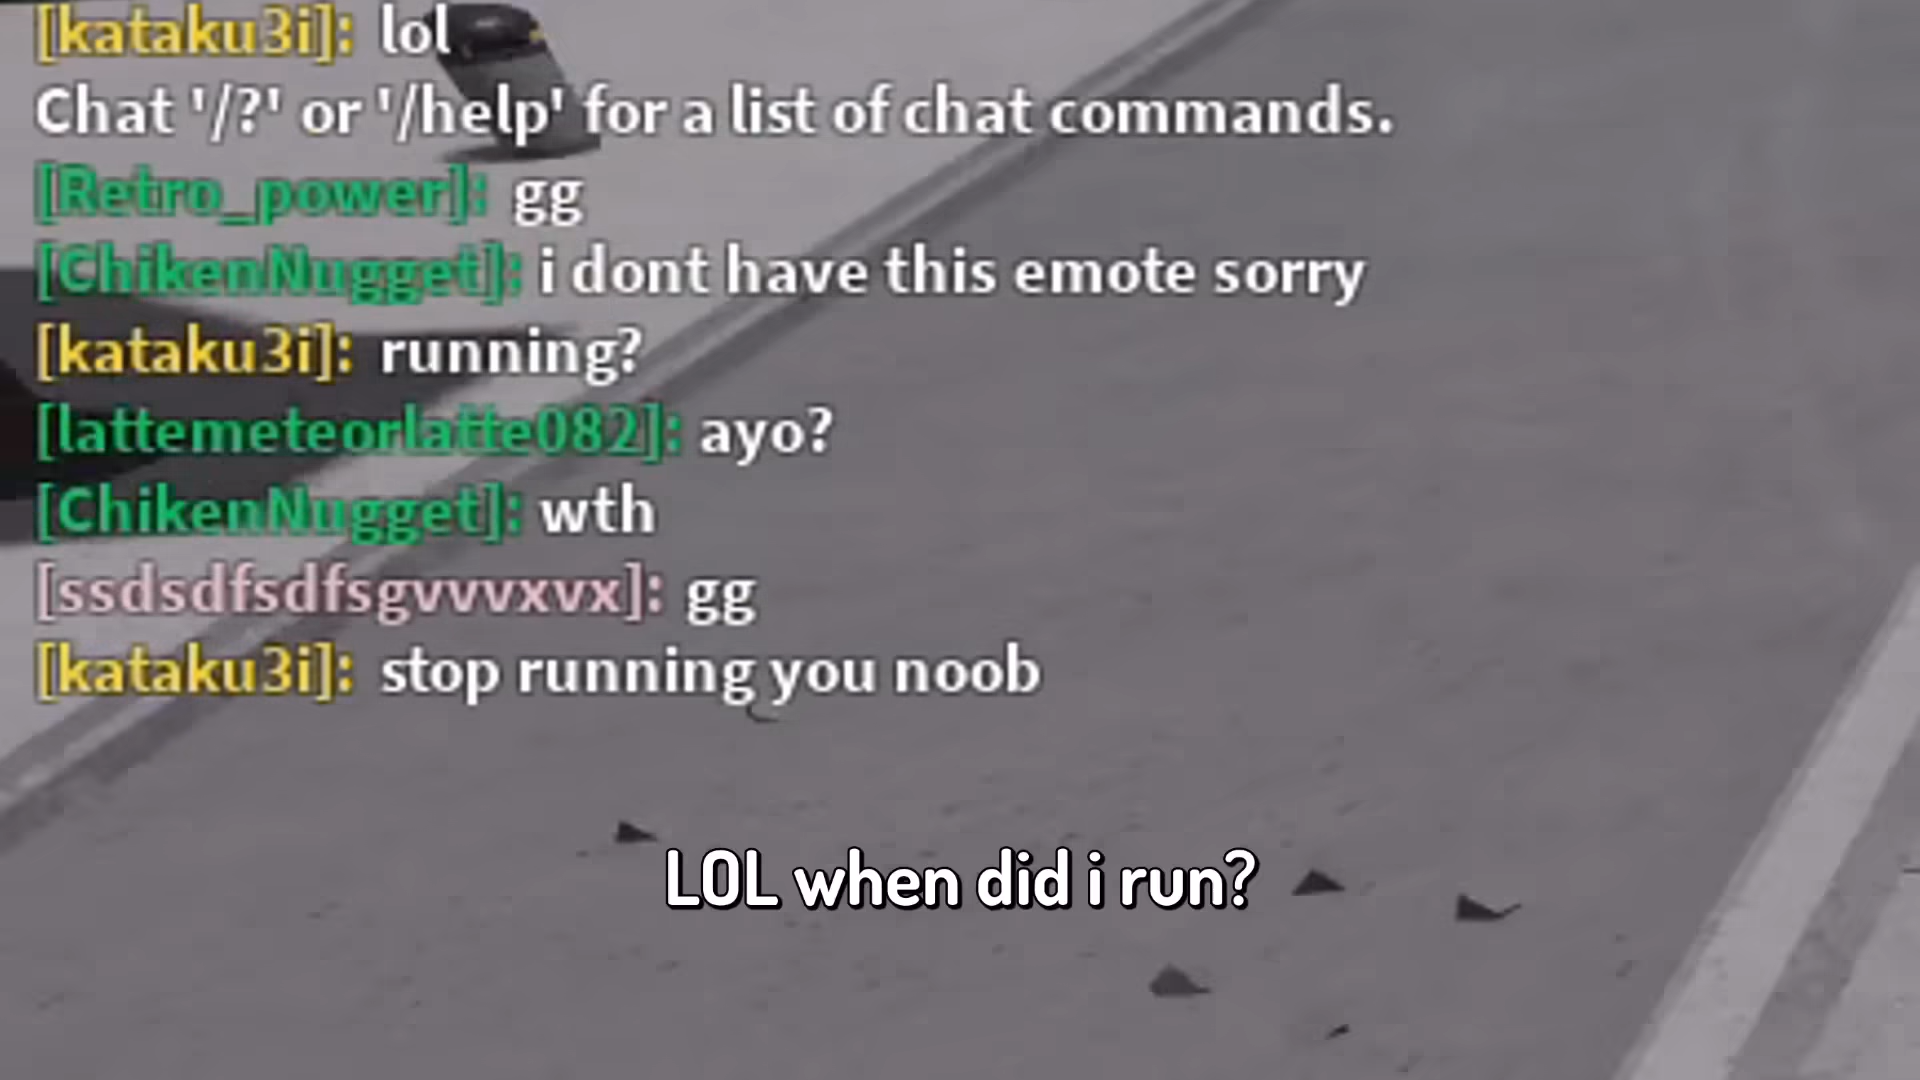 [kataku3i]: lol
Chat '/?' or '/help' for a list of chat commands.
[Retro_power]: gg
[ChikenNugget]: i dont have this emote sorry
[kataku3i]: running?
[lattemeteorlatte082]: ayo?
[ChikenNugget]: wth
[ssdsdfsdfsgvvvxvx]: gg
[kataku3i]: stop running you noob
LOL when did i run?